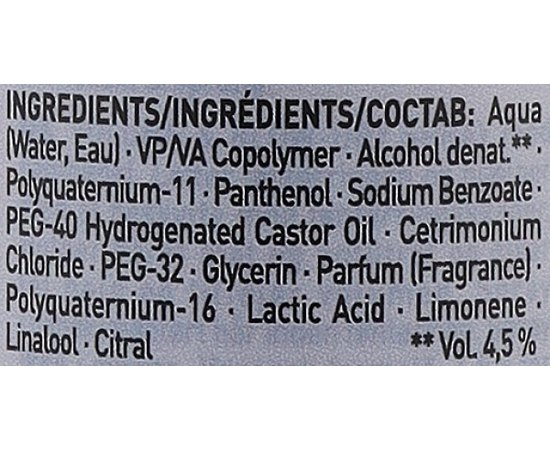 INGREDIENTS/INGRÉDIENTS/СОСТАВ: Aqua
(Water, Eau) · VP/VA Copolymer · Alcohol denat.** ·
Polyquaternium-11 · Panthenol · Sodium Benzoate ·
PEG-40 Hydrogenated Castor Oil · Cetrimonium
Chloride · PEG-32 · Glycerin · Parfum (Fragrance) ·
Polyquaternium-16 · Lactic Acid · Limonene ·
Linalool · Citral ** Vol. 4,5 %